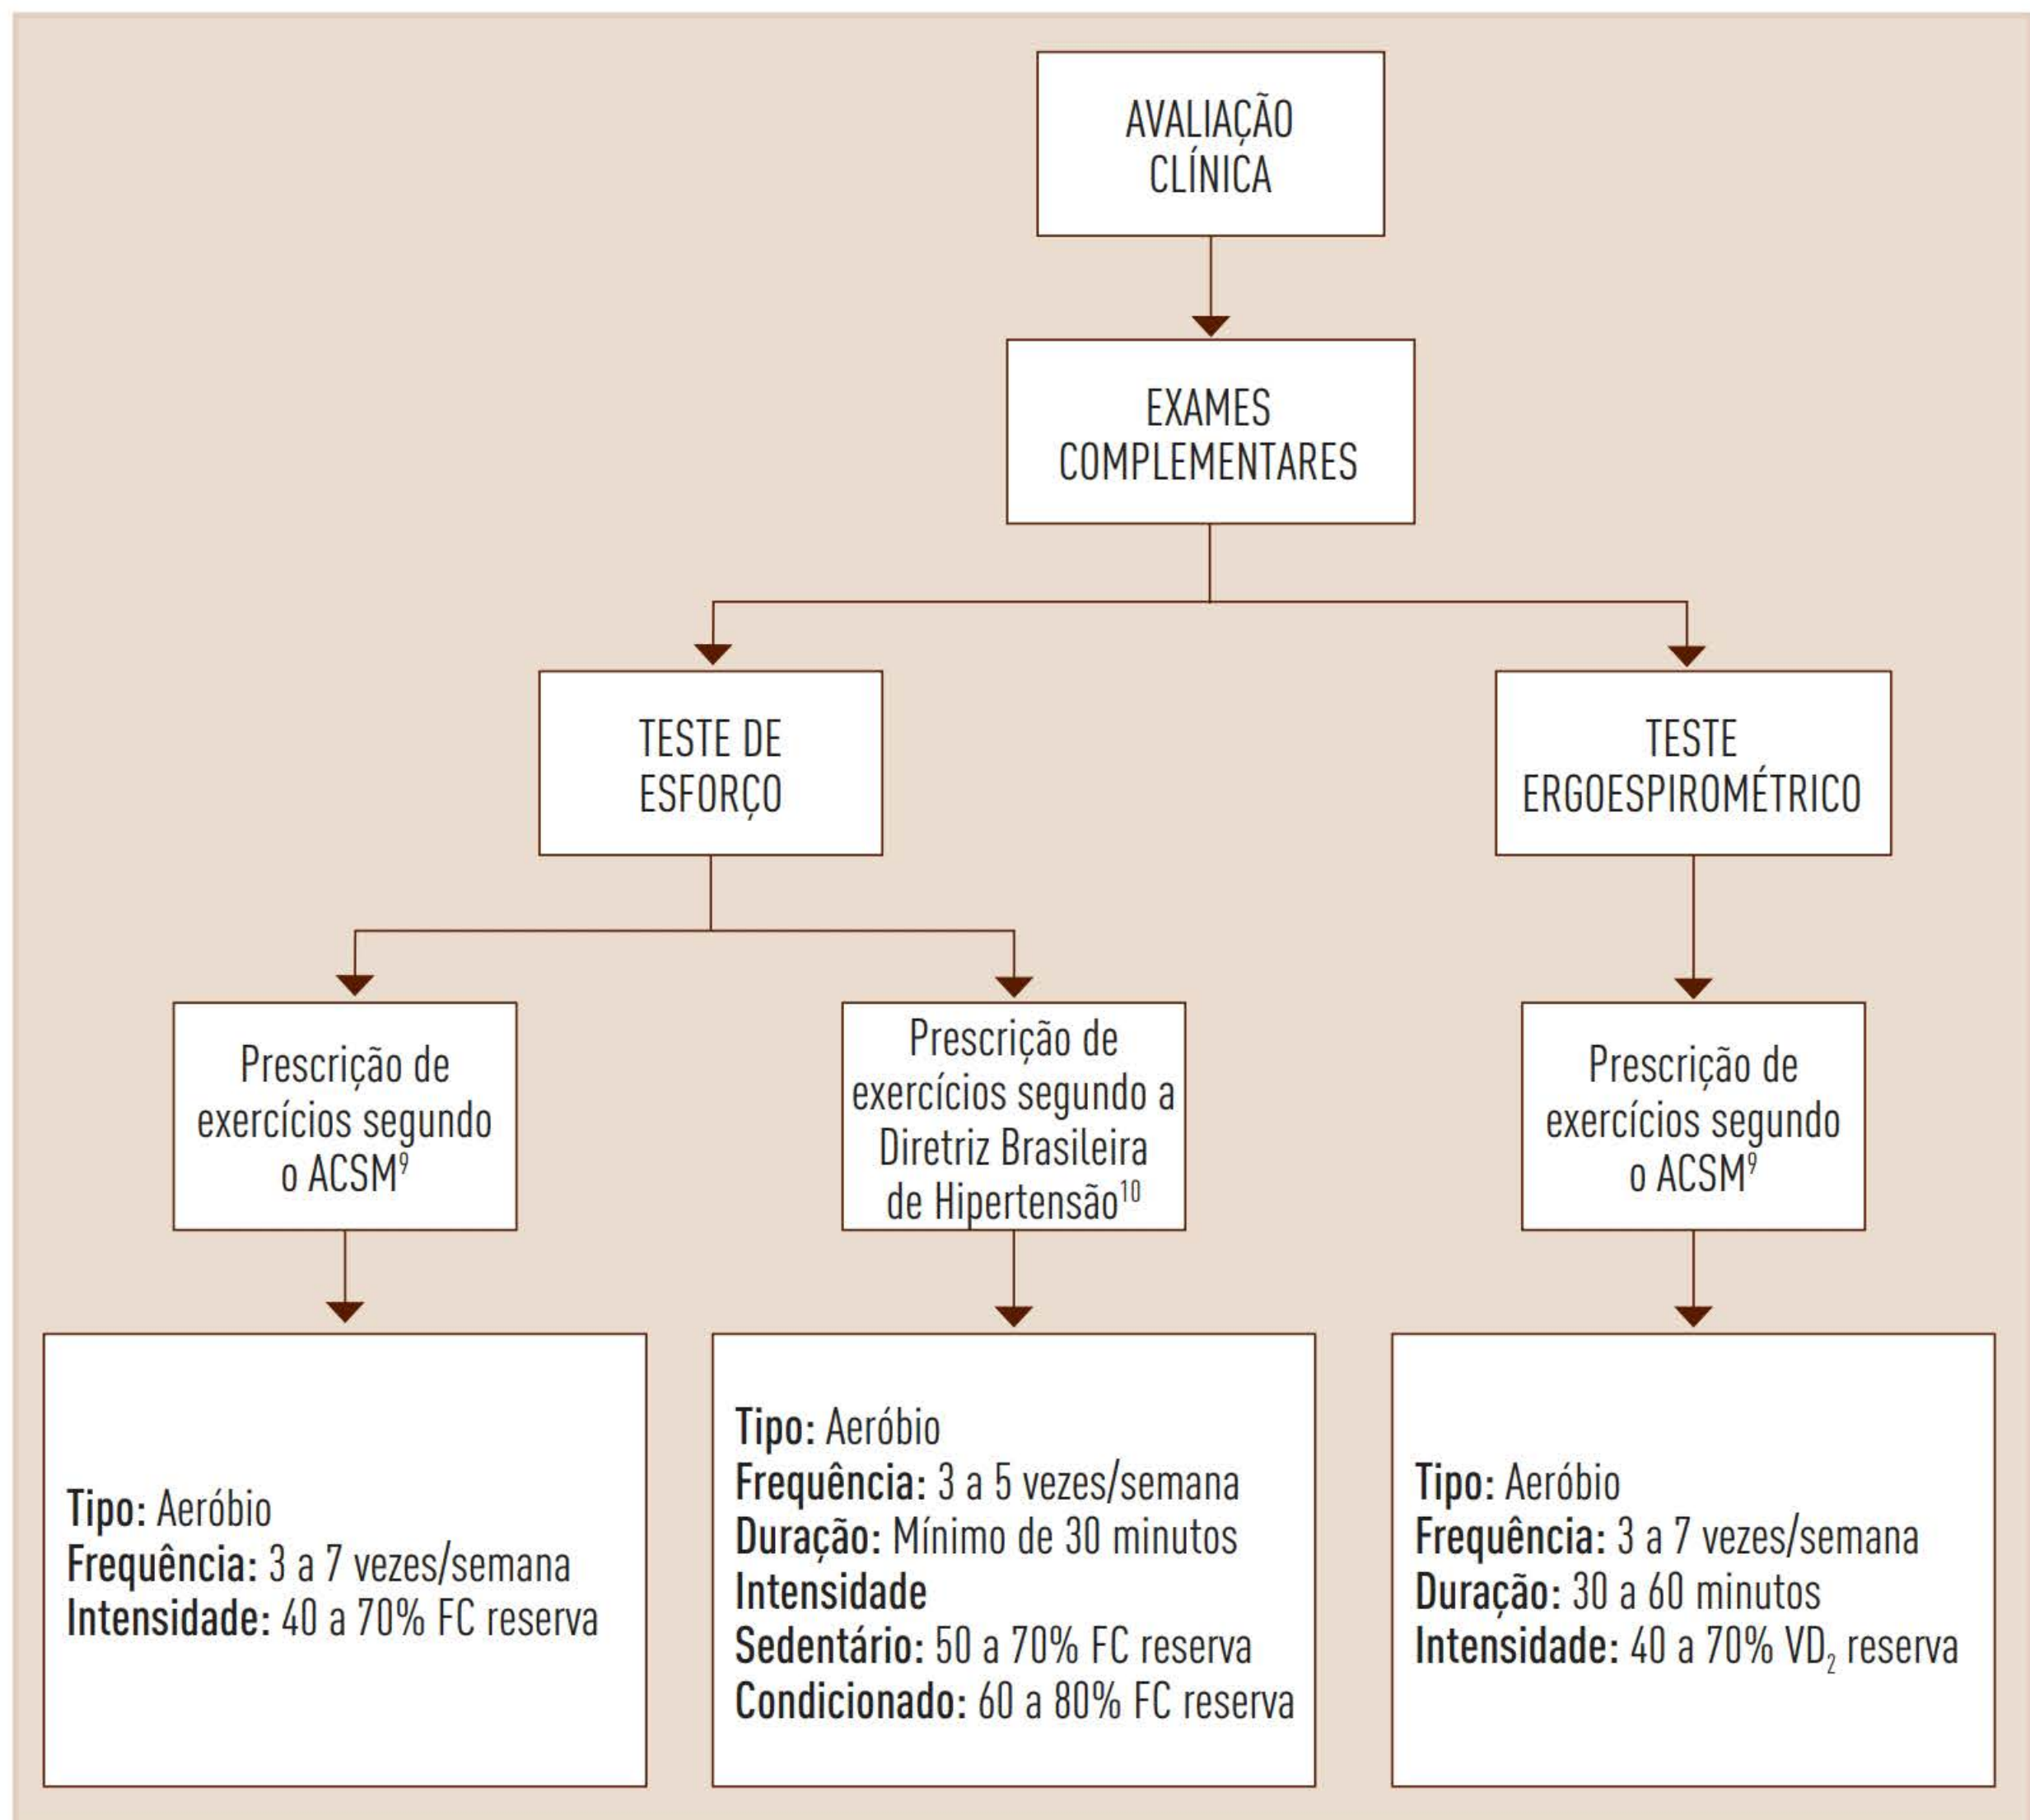 AVALIAÇÃO
CLÍNICA
EXAMES
COMPLEMENTARES
TESTE DE
ESFORÇO
TESTE
ERGOESPIROMÉTRICO
Prescrição de
exercícios segundo
o ACSM⁹
Prescrição de
exercícios segundo a
Diretriz Brasileira
de Hipertensão¹⁰
Prescrição de
exercícios segundo
o ACSM⁹
Tipo: Aeróbio
Frequência: 3 a 7 vezes/semana
Intensidade: 40 a 70% FC reserva
Tipo: Aeróbio
Frequência: 3 a 5 vezes/semana
Duração: Mínimo de 30 minutos
Intensidade
Sedentário: 50 a 70% FC reserva
Condicionado: 60 a 80% FC reserva
Tipo: Aeróbio
Frequência: 3 a 7 vezes/semana
Duração: 30 a 60 minutos
Intensidade: 40 a 70% VD₂ reserva